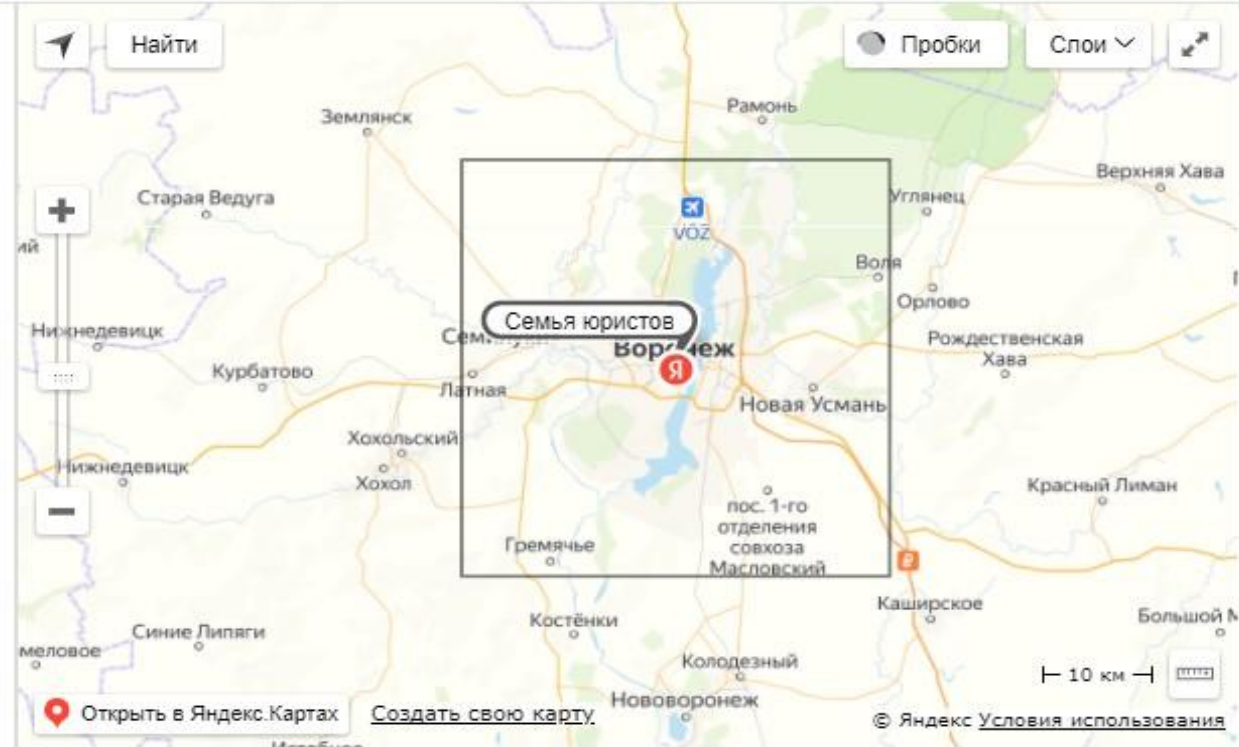 Найти
Пробки
Слои
Рамонь
Землянск
Верхняя Хава
Старая Ведуга
Углянец
VOZ
Воля
Орлово
Семья юристов
Нижнедевицк
Рождественская
Хава
Воронеж
Я
Курбатово
Латная
Новая Усмань
Хохольский
Нижнедевицк
Хохол
Красный Лиман
пос. 1-го
отделения
совхоза
Масловский
Гремячье
Каширское
Костёнки
Большой
Синие Липяги
меловое
Колодезный
10 км
Нововоронеж
Открыть в Яндекс.Картах
Создать свою карту
© Яндекс Условия использования